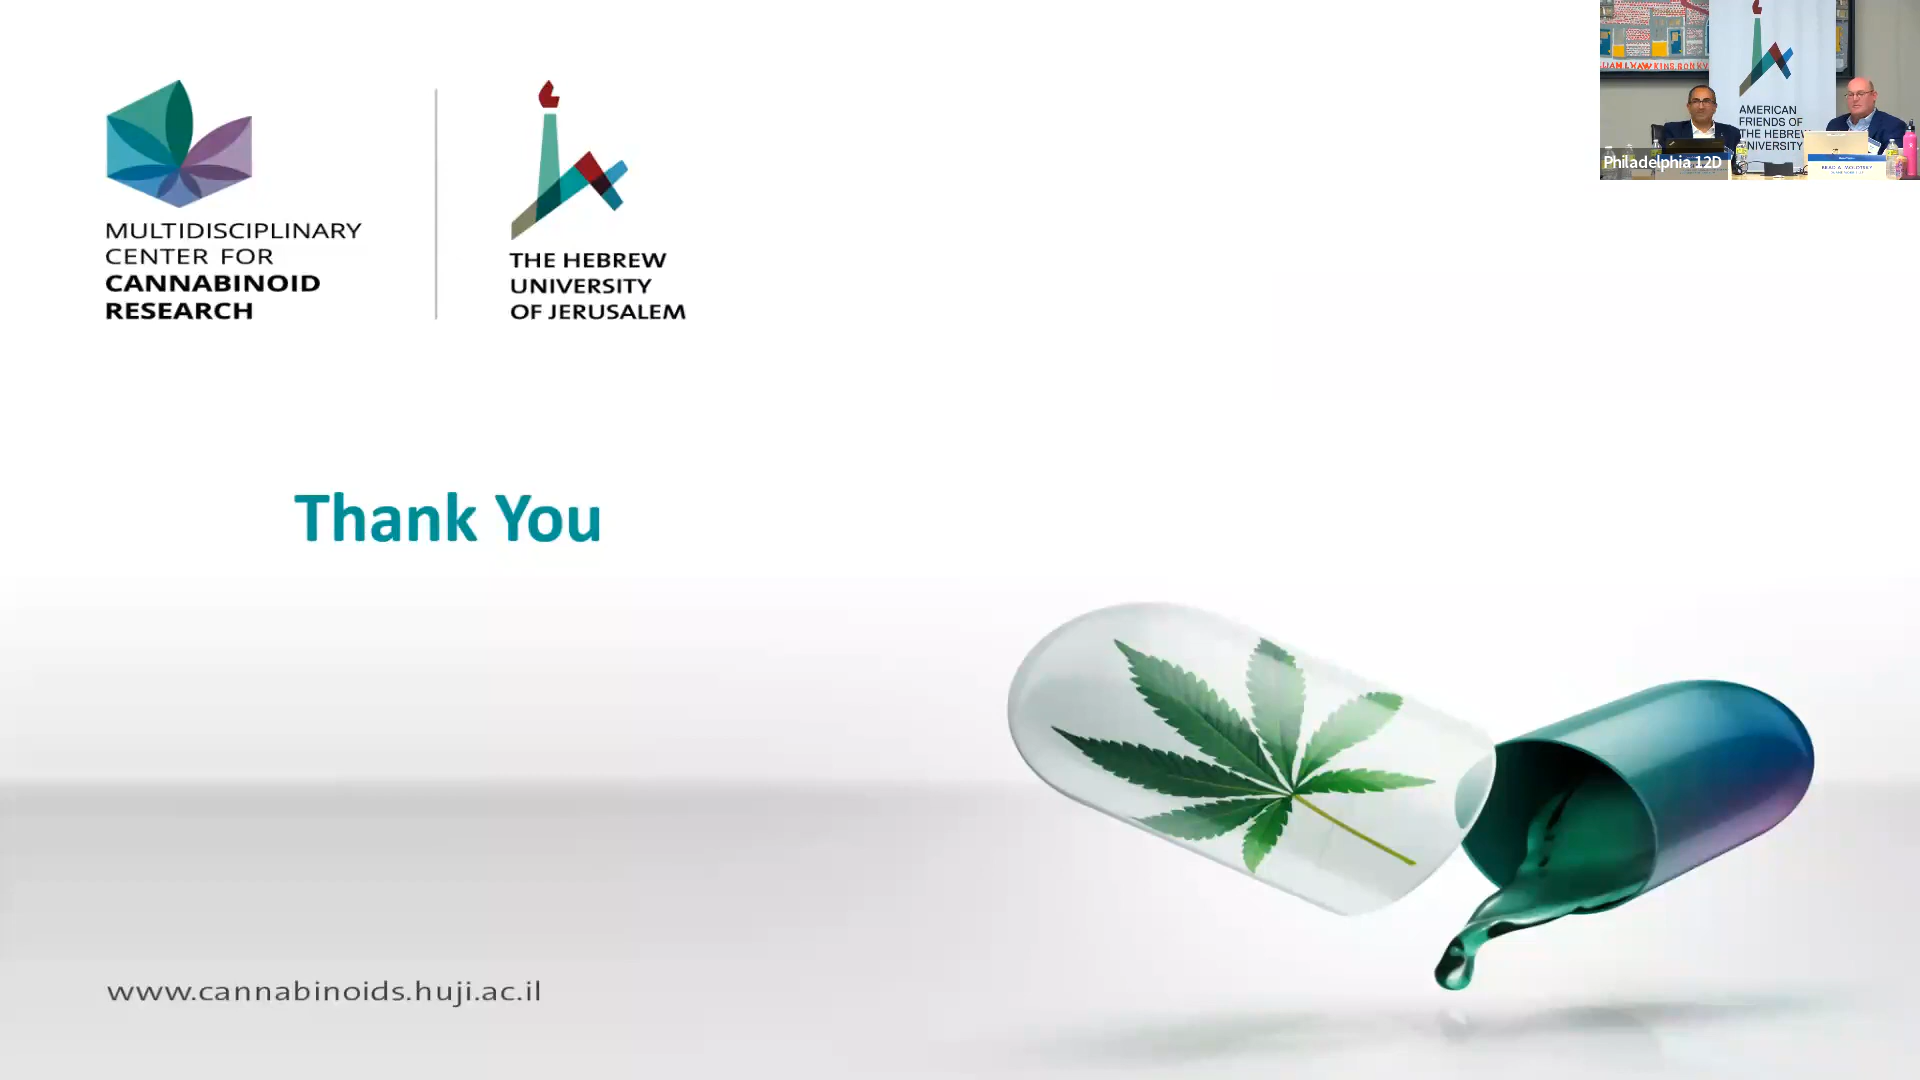 MULTIDISCIPLINARY
CENTER FOR
CANNABINOID
RESEARCH
THE HEBREW
UNIVERSITY
OF JERUSALEM
Thank You
www.cannabinoids.huji.ac.il
AMERICAN
FRIENDS OF
THE HEBREW
UNIVERSITY
Philadelphia 12D